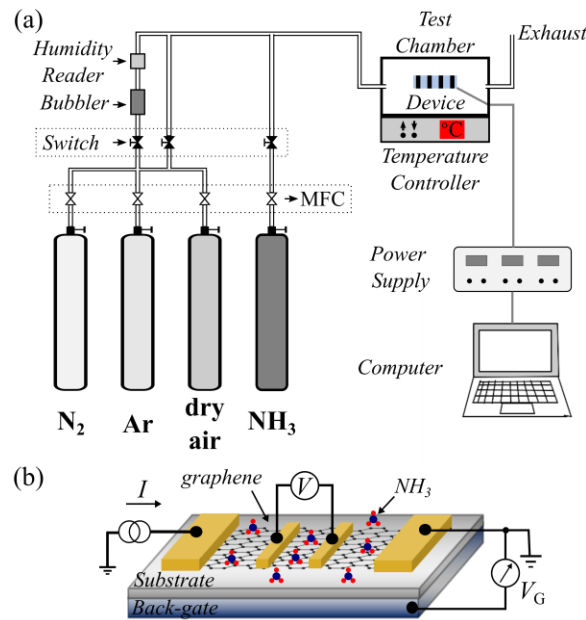 (a)
Humidity
Reader
Bubbler
Switch
MFC
N₂
Ar
dry
air
NH₃
Test
Chamber
Exhaust
Device
°C
Temperature
Controller
Power
Supply
Computer
(b)
I
graphene
V
NH₃
Substrate
Back-gate
V_G